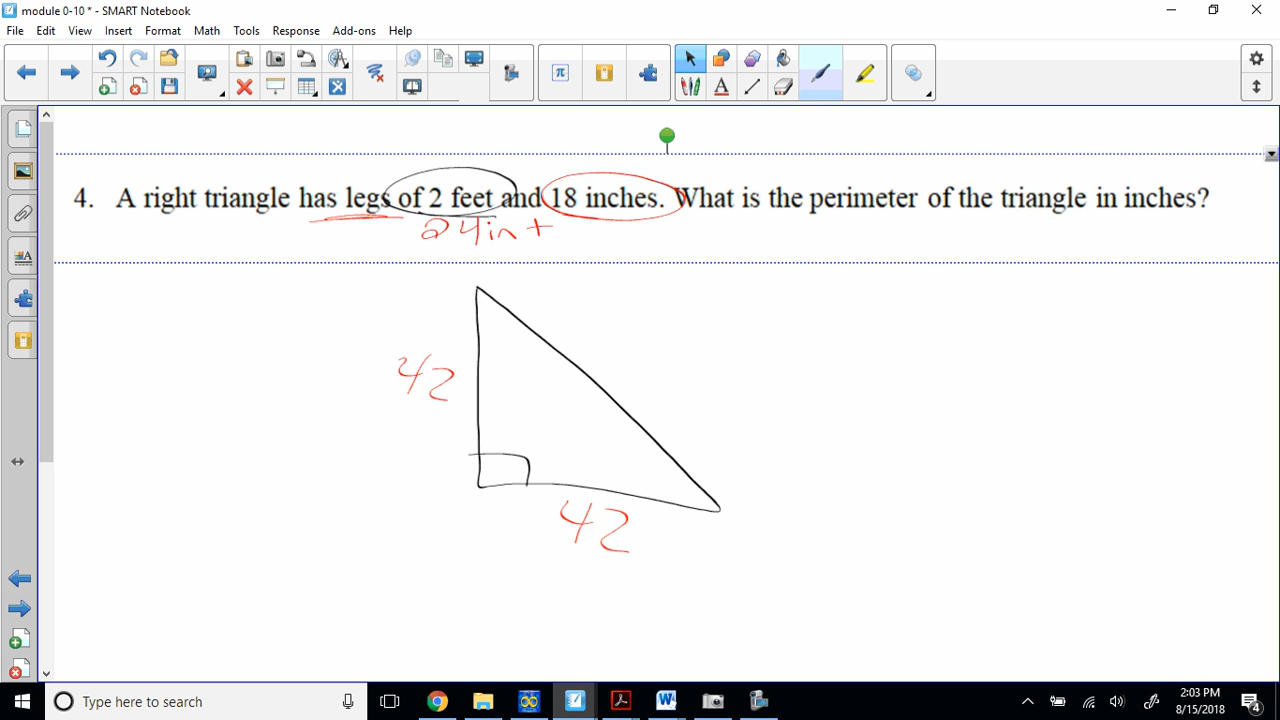 module 0-10 * - SMART Notebook
File Edit View Insert Format Math Tools Response Add-ons Help
π
A
4. A right triangle has legs of 2 feet and 18 inches. What is the perimeter of the triangle in inches?
24in +
42
42
Type here to search
2:03 PM
8/15/2018
4